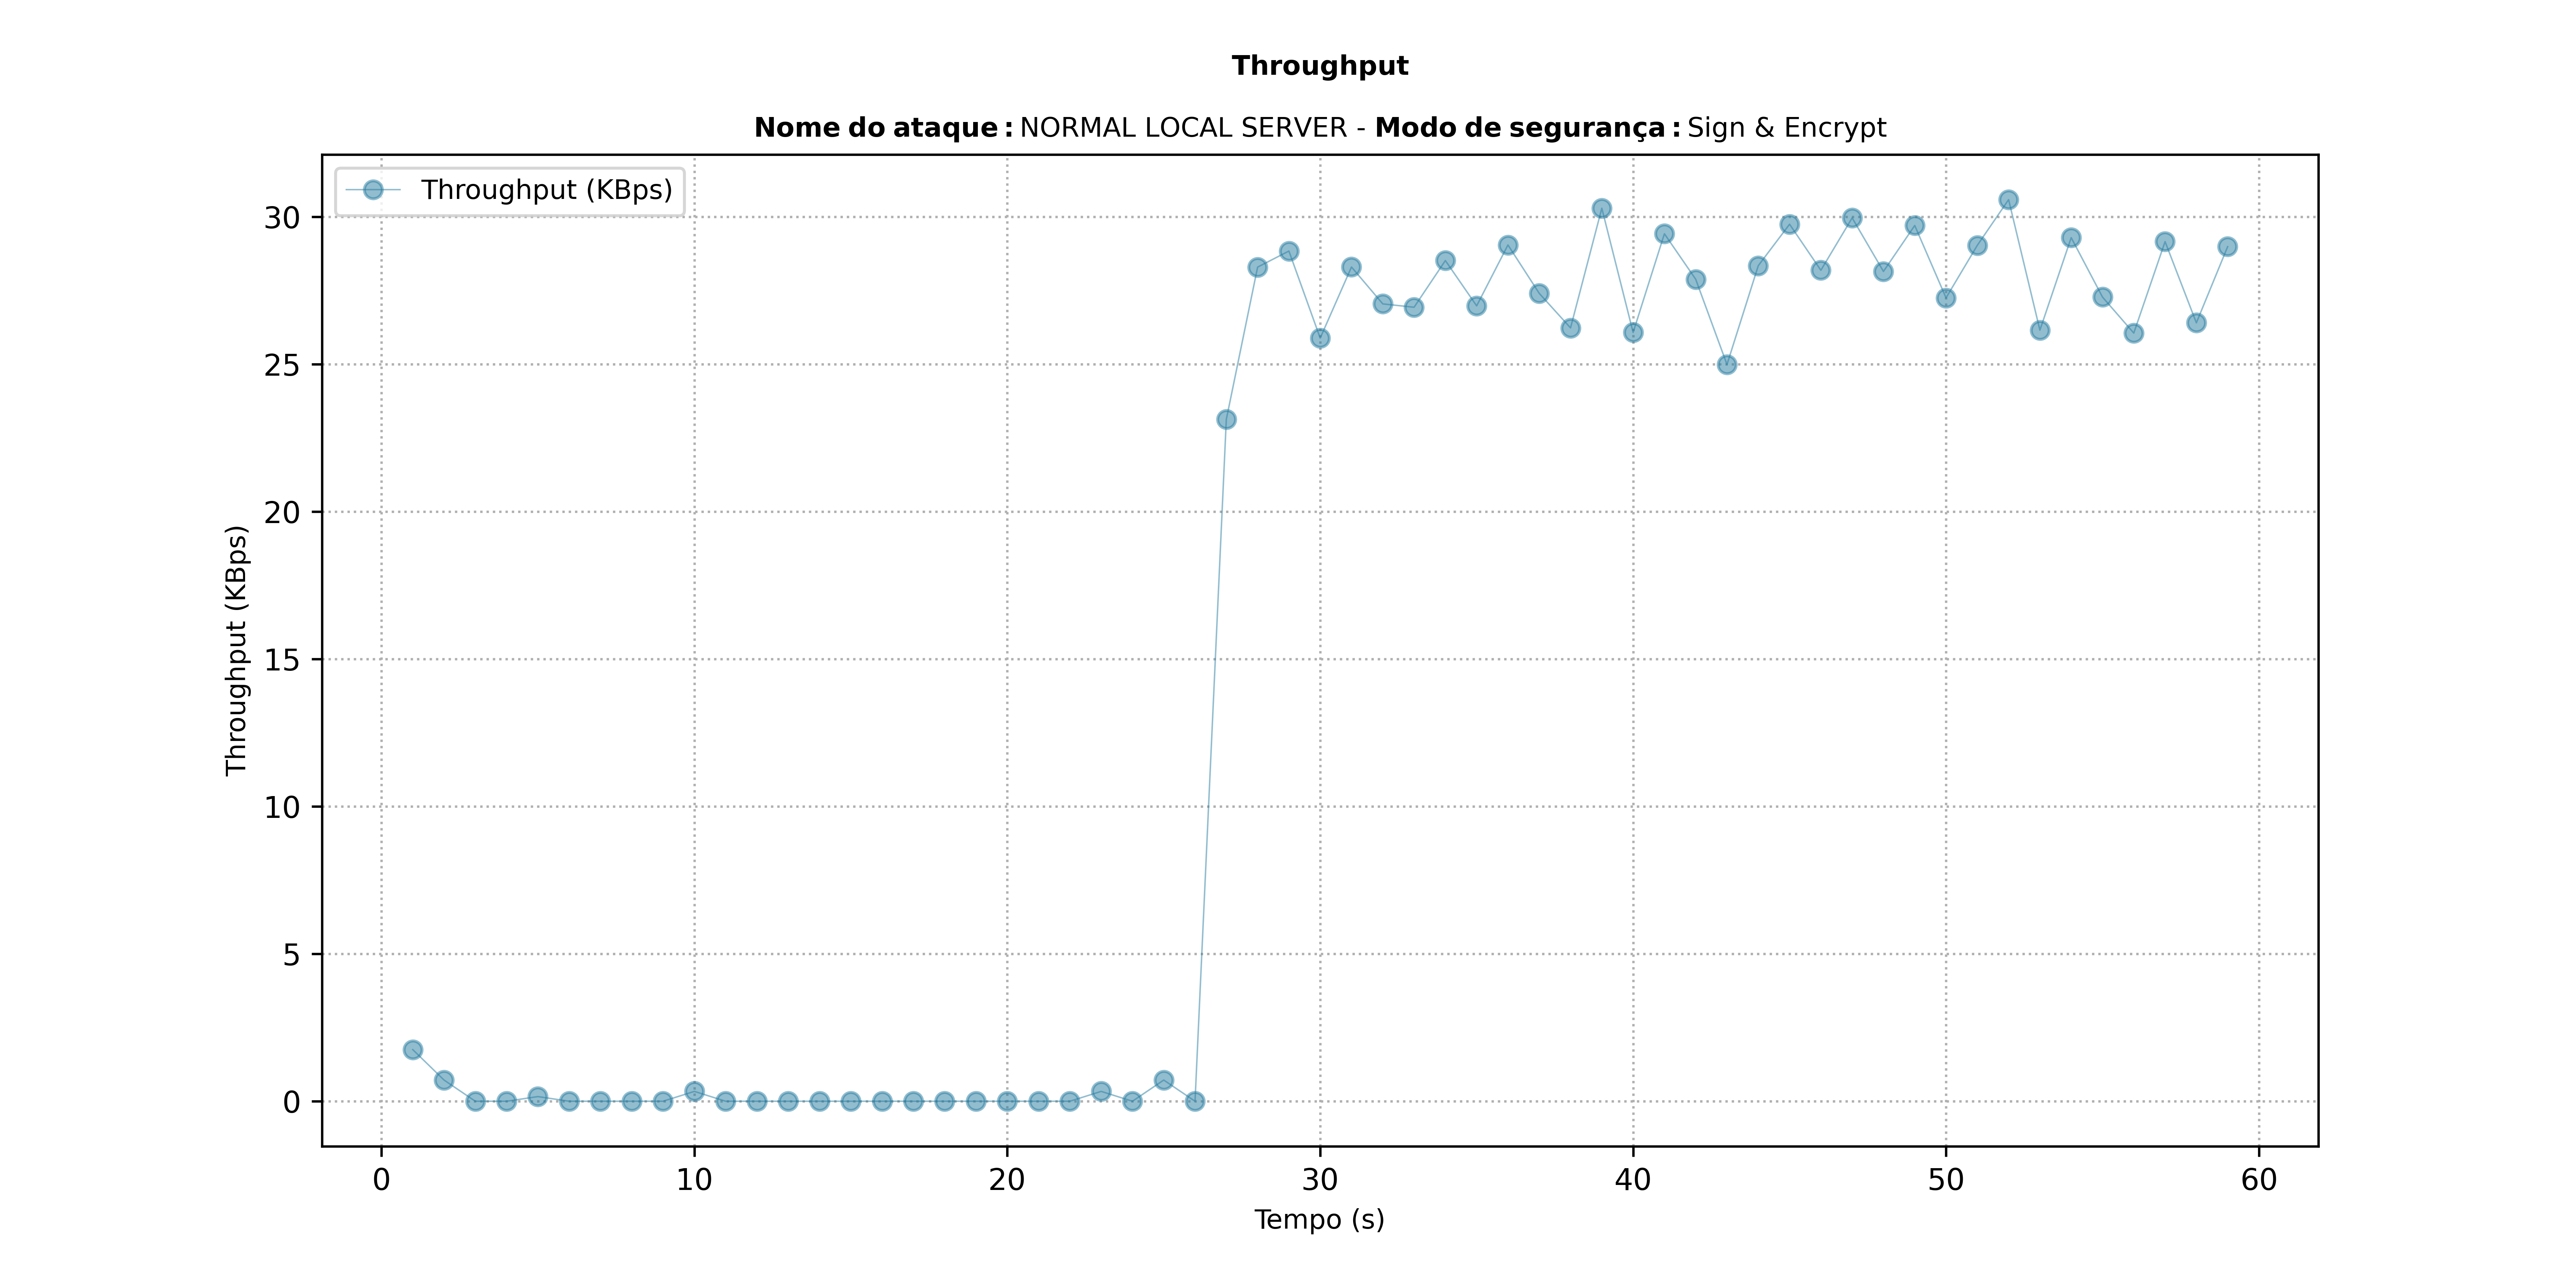 Throughput
Nome do ataque: NORMAL LOCAL SERVER - Modo de segurança: Sign & Encrypt
Throughput (KBps)
30
25
20
15
10
5
0
Throughput (KBps)
0 10 20 30 40 50 60
Tempo (s)